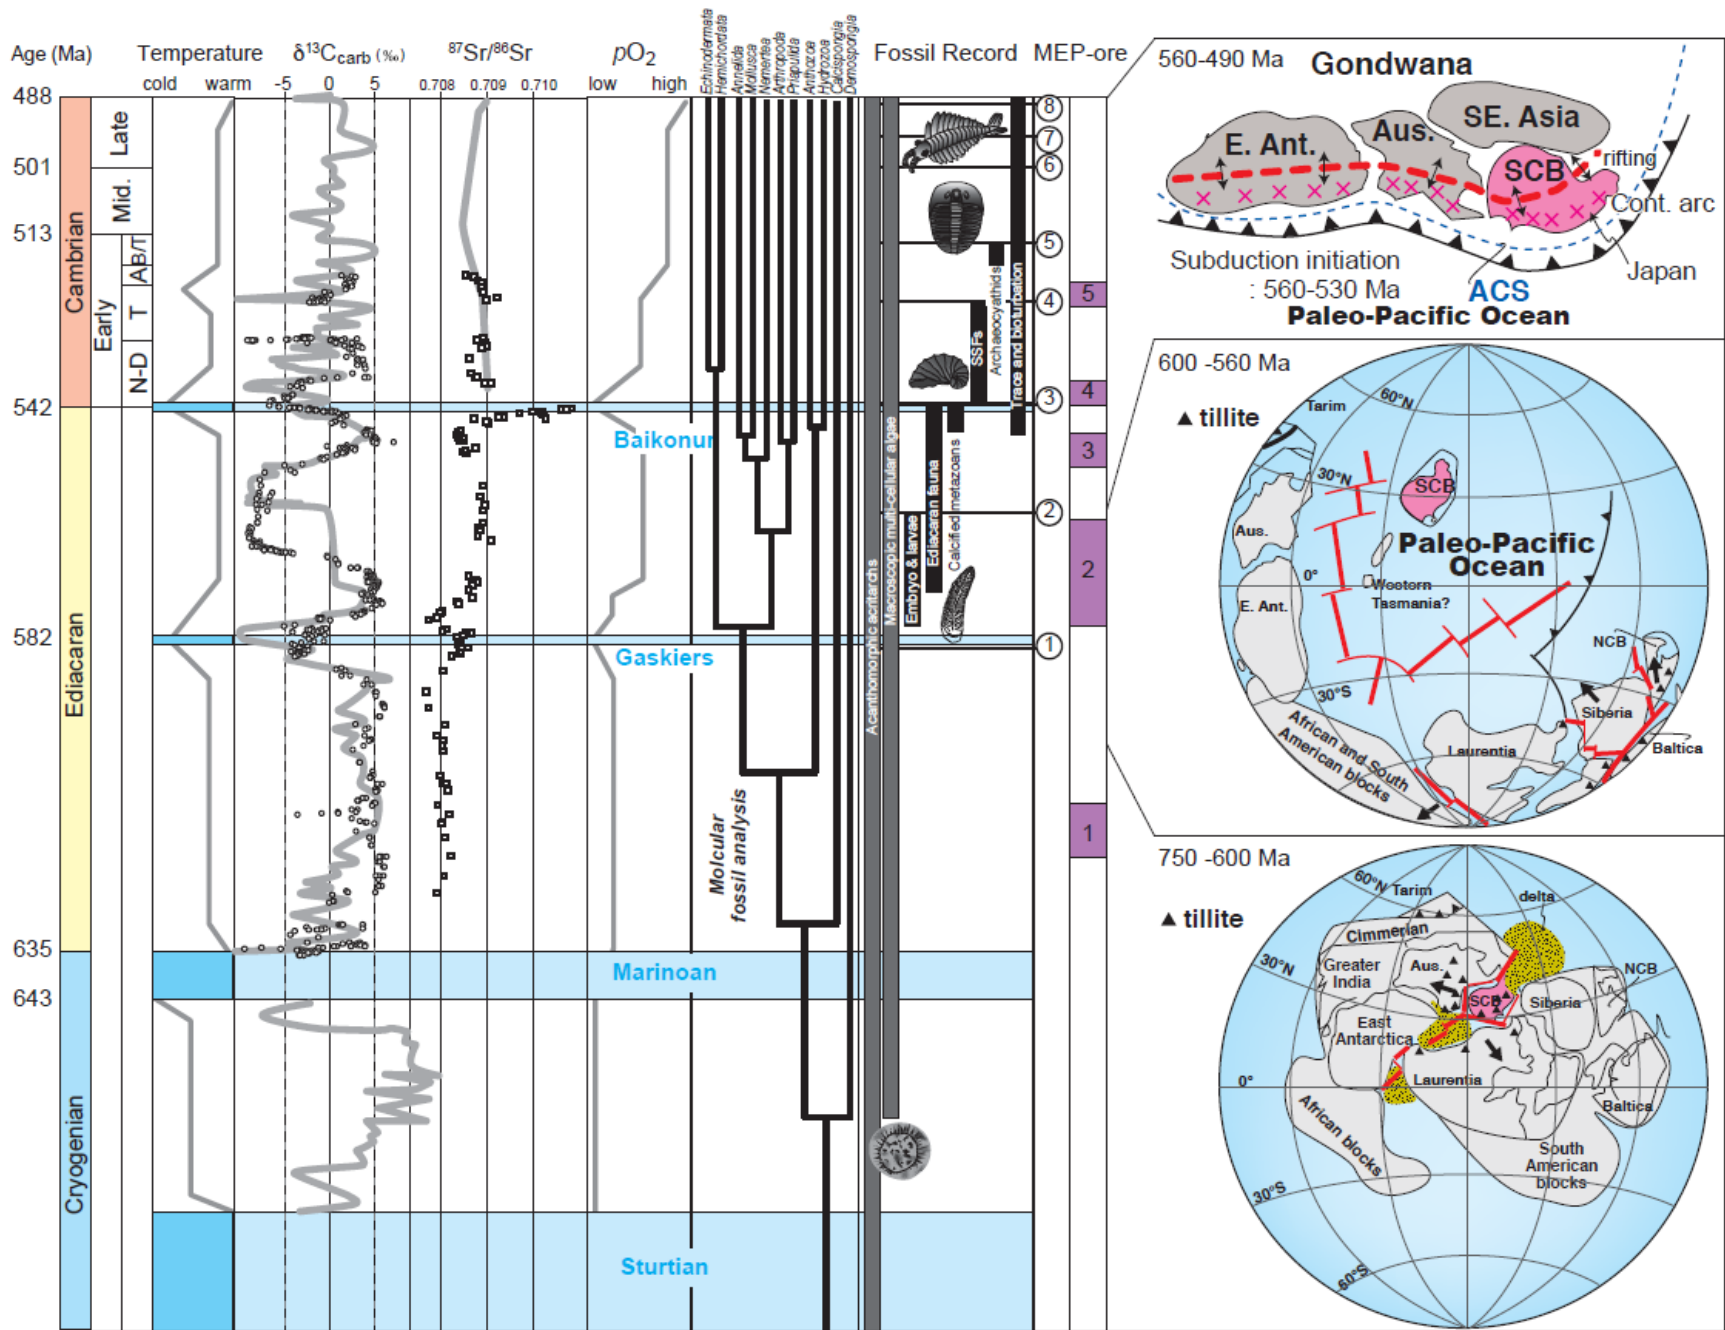 Age (Ma)
Temperature
cold
warm
δ13Ccarb (‰)
-5
0
5
87Sr/86Sr
0.708
0.709
0.710
pO2
low
high
Echinodermata
Hemichordata
Annelida
Mollusca
Nemertea
Arthropoda
Priapulida
Anthozoa
Hydrozoa
Calcispongia
Demospongia
Fossil Record
MEP-ore
488
501
513
542
582
635
643
Cambrian
Ediacaran
Cryogenian
Late
Mid.
Early
AB/T
T
N-D
Baikonur
Gaskiers
Marinoan
Sturtian
Molcular
fossil analysis
Acanthomorphic acritarchs
Macroscopic multi-cellular algae
Embryo & larvae
Ediacaran fauna
Calcified metazoans
SSFs
Archaeocyathids
Trace and bioturbation
8
7
6
5
4
3
2
1
5
4
3
2
1
560-490 Ma
Gondwana
E. Ant.
Aus.
SE. Asia
SCB
rifting
Cont. arc
Japan
Subduction initiation
: 560-530 Ma
ACS
Paleo-Pacific Ocean
600 -560 Ma
▲ tillite
Tarim
60°N
30°N
SCB
Aus.
Paleo-Pacific
Ocean
0°
Western
Tasmania?
E. Ant.
NCB
30°S
Siberia
African and South
American blocks
Laurentia
Baltica
750 -600 Ma
▲ tillite
60°N
Tarim
delta
Cimmerian
30°N
Greater
India
Aus.
NCB
SCB
Siberia
East
Antarctica
0°
Laurentia
African blocks
Baltica
South
American
blocks
30°S
60°S